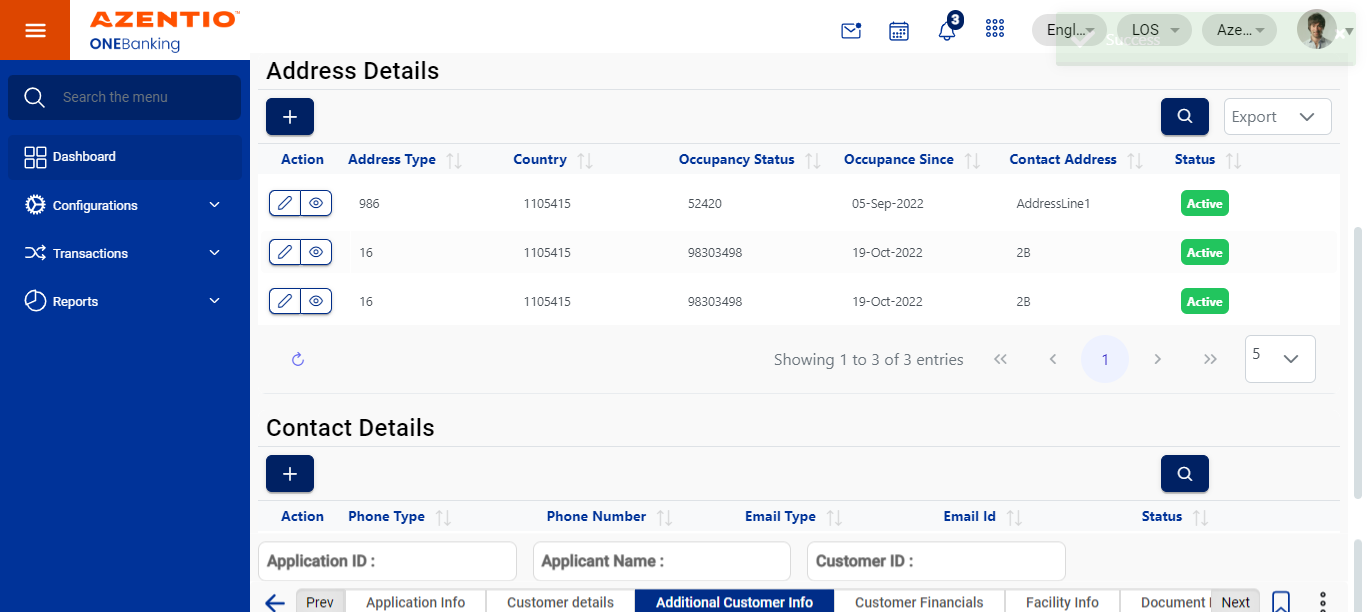 AZENTIO™
ONEBanking
3
Engl...
LOS
Aze...
Success
Search the menu
Dashboard
Configurations
Transactions
Reports
Address Details
+
Export
Action Address Type Country Occupancy Status Occupance Since Contact Address Status
986 1105415 52420 05-Sep-2022 AddressLine1 Active
16 1105415 98303498 19-Oct-2022 2B Active
16 1105415 98303498 19-Oct-2022 2B Active
Showing 1 to 3 of 3 entries
1
5
Contact Details
+
Action Phone Type Phone Number Email Type Email Id Status
Application ID : Applicant Name : Customer ID :
Prev Application Info Customer details Additional Customer Info Customer Financials Facility Info Document Next